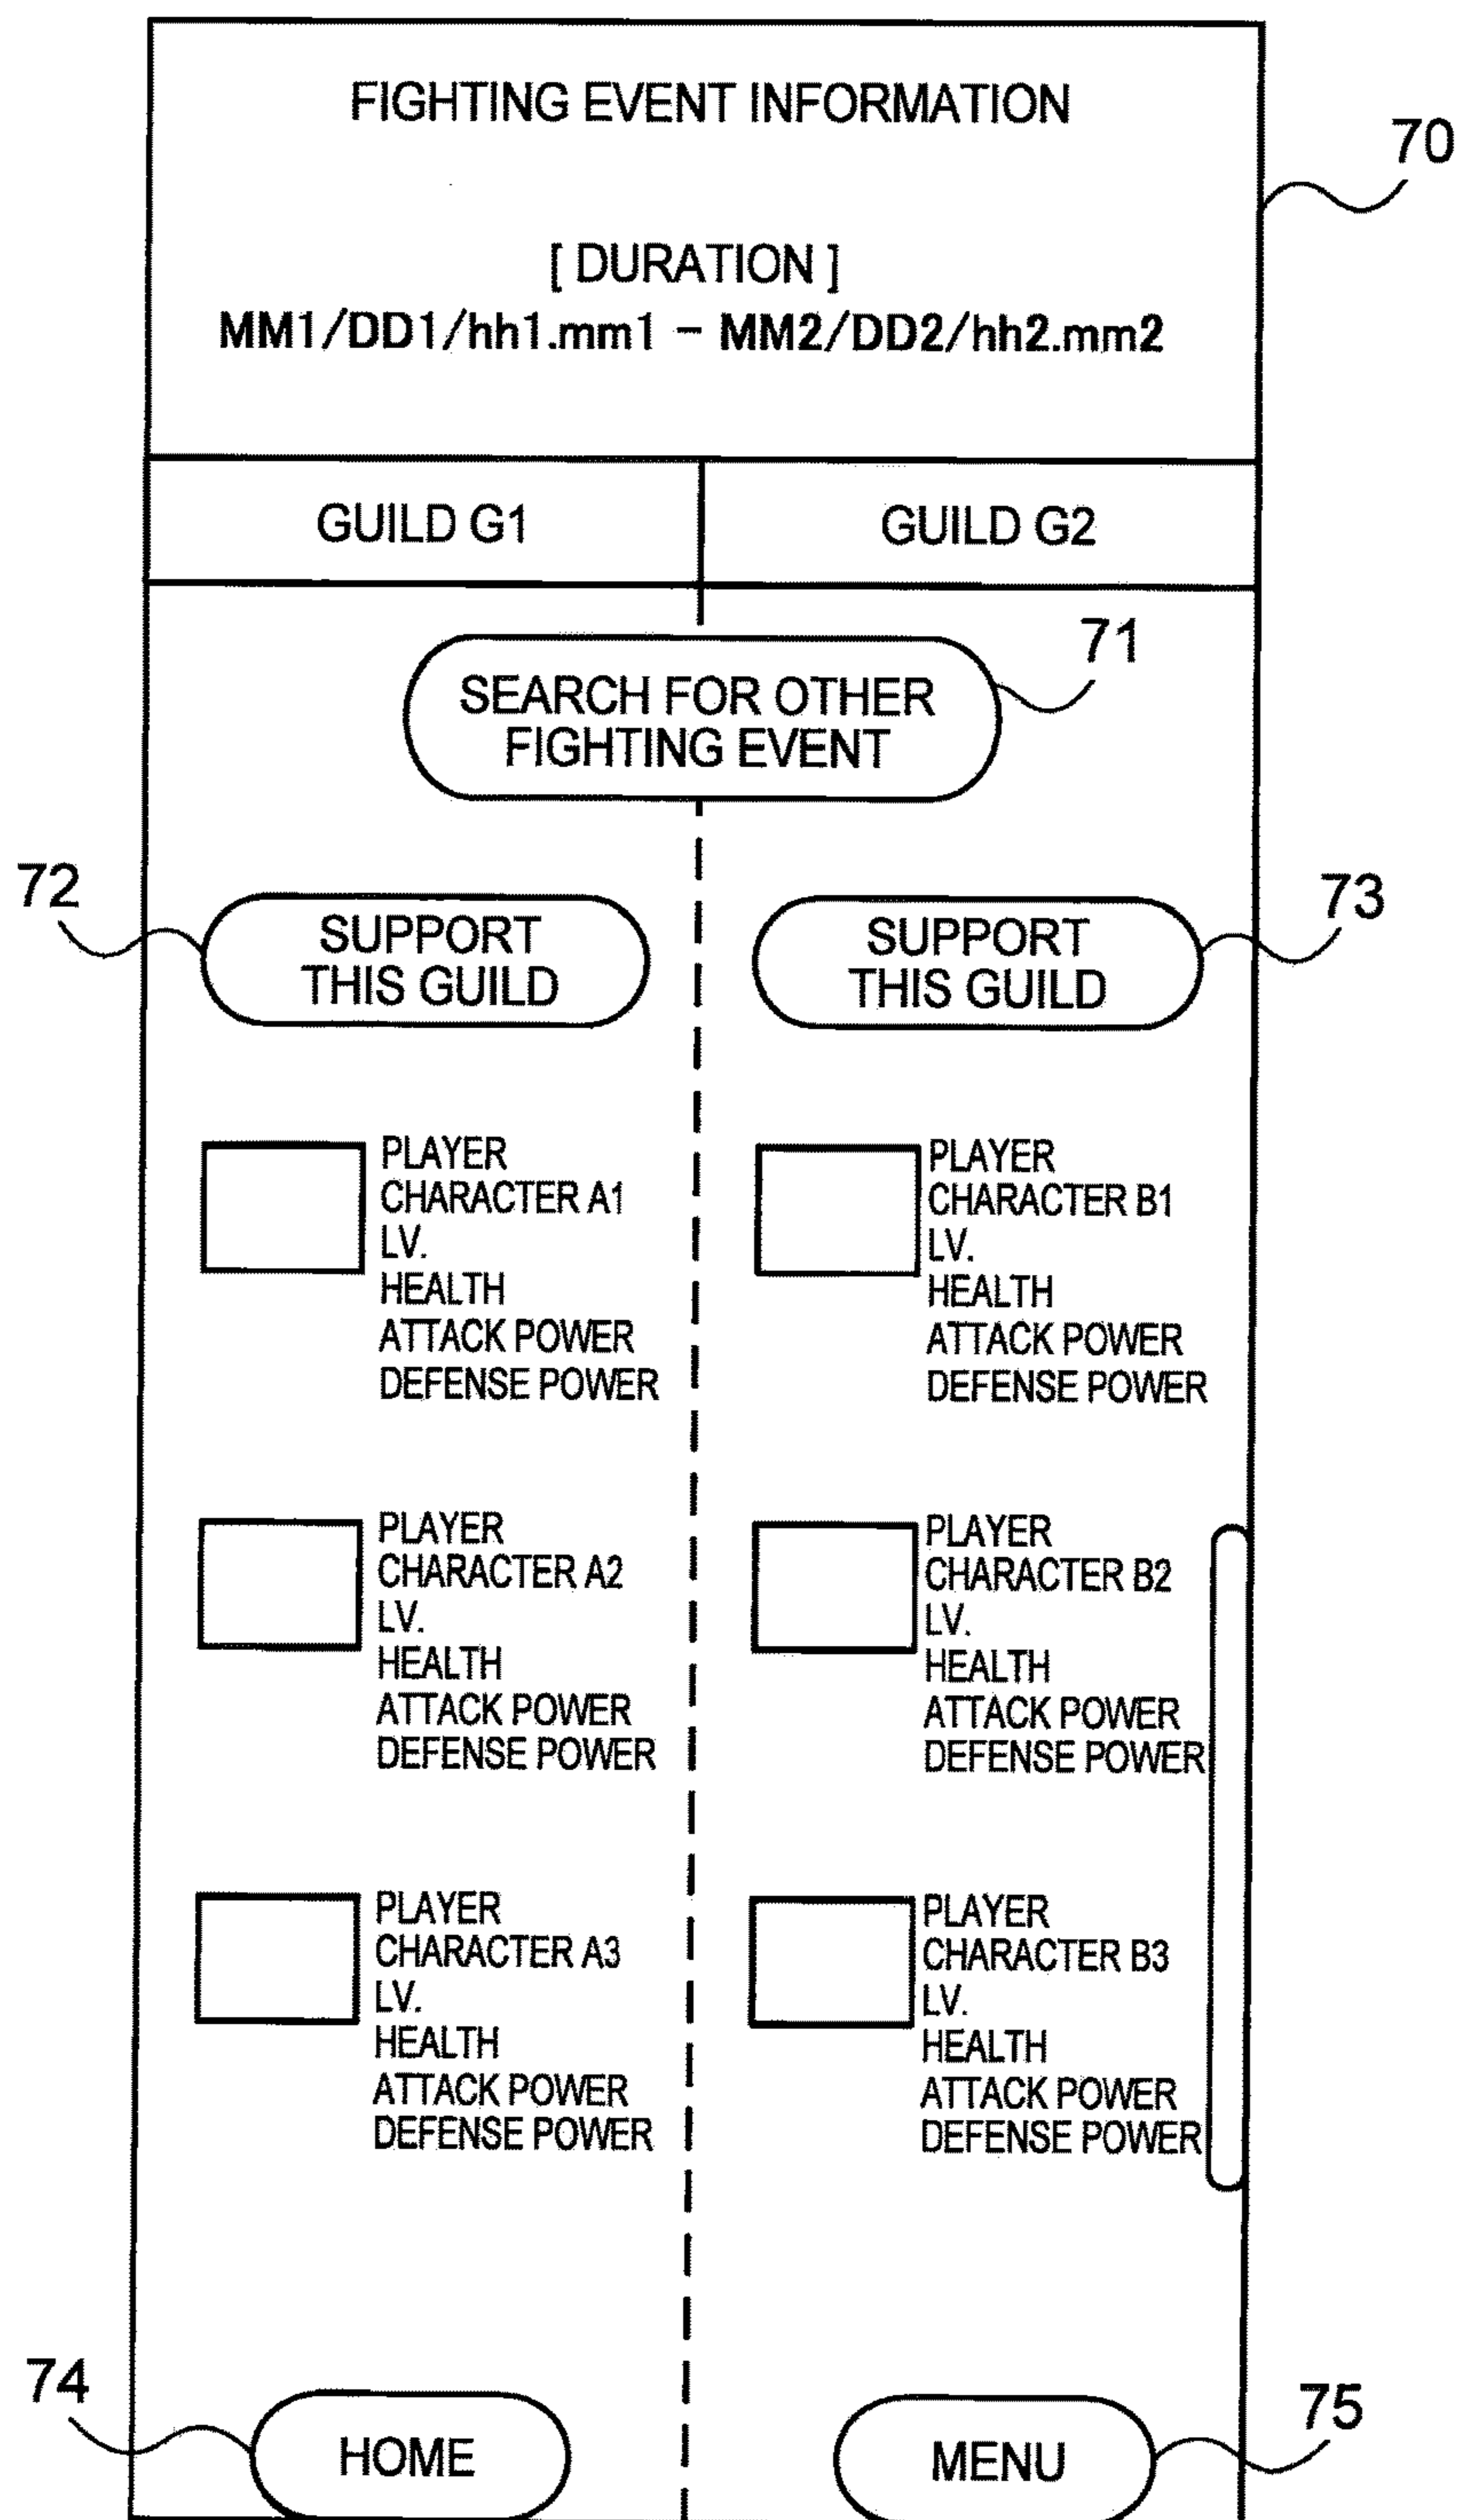 FIGHTING EVENT INFORMATION
70
[ DURATION ]
MM1/DD1/hh1.mm1 – MM2/DD2/hh2.mm2
GUILD G1
GUILD G2
71
SEARCH FOR OTHER
FIGHTING EVENT
72
SUPPORT
THIS GUILD
73
SUPPORT
THIS GUILD
PLAYER
CHARACTER A1
LV.
HEALTH
ATTACK POWER
DEFENSE POWER
PLAYER
CHARACTER B1
LV.
HEALTH
ATTACK POWER
DEFENSE POWER
PLAYER
CHARACTER A2
LV.
HEALTH
ATTACK POWER
DEFENSE POWER
PLAYER
CHARACTER B2
LV.
HEALTH
ATTACK POWER
DEFENSE POWER
PLAYER
CHARACTER A3
LV.
HEALTH
ATTACK POWER
DEFENSE POWER
PLAYER
CHARACTER B3
LV.
HEALTH
ATTACK POWER
DEFENSE POWER
74
HOME
75
MENU